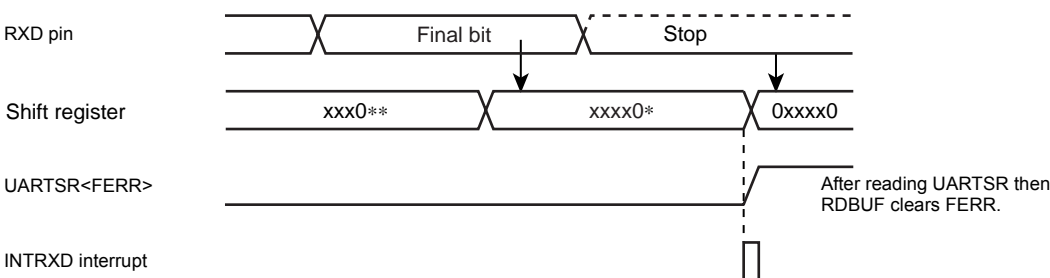 RXD pin
Final bit
Stop
Shift register
xxx0**
xxxx0*
0xxxx0
UARTSR<FERR>
After reading UARTSR then
RDBUF clears FERR.
INTRXD interrupt